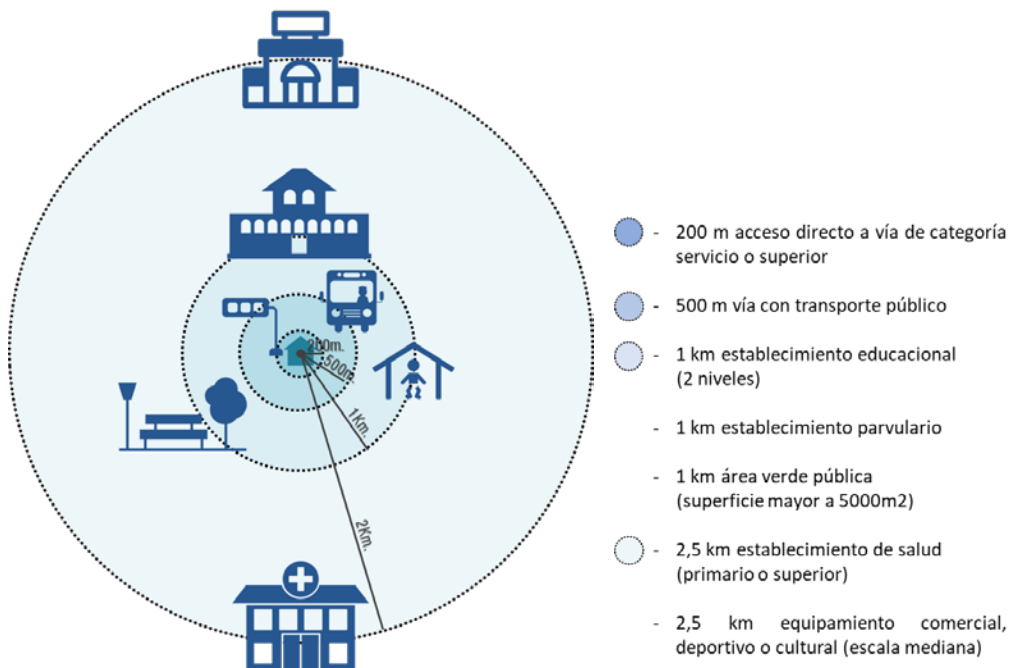 200m.
500m.
1Km.
2Km.
- 200 m acceso directo a vía de categoría
servicio o superior
- 500 m vía con transporte público
- 1 km establecimiento educacional
(2 niveles)
- 1 km establecimiento parvulario
- 1 km área verde pública
(superficie mayor a 5000m2)
- 2,5 km establecimiento de salud
(primario o superior)
- 2,5 km equipamiento comercial,
deportivo o cultural (escala mediana)